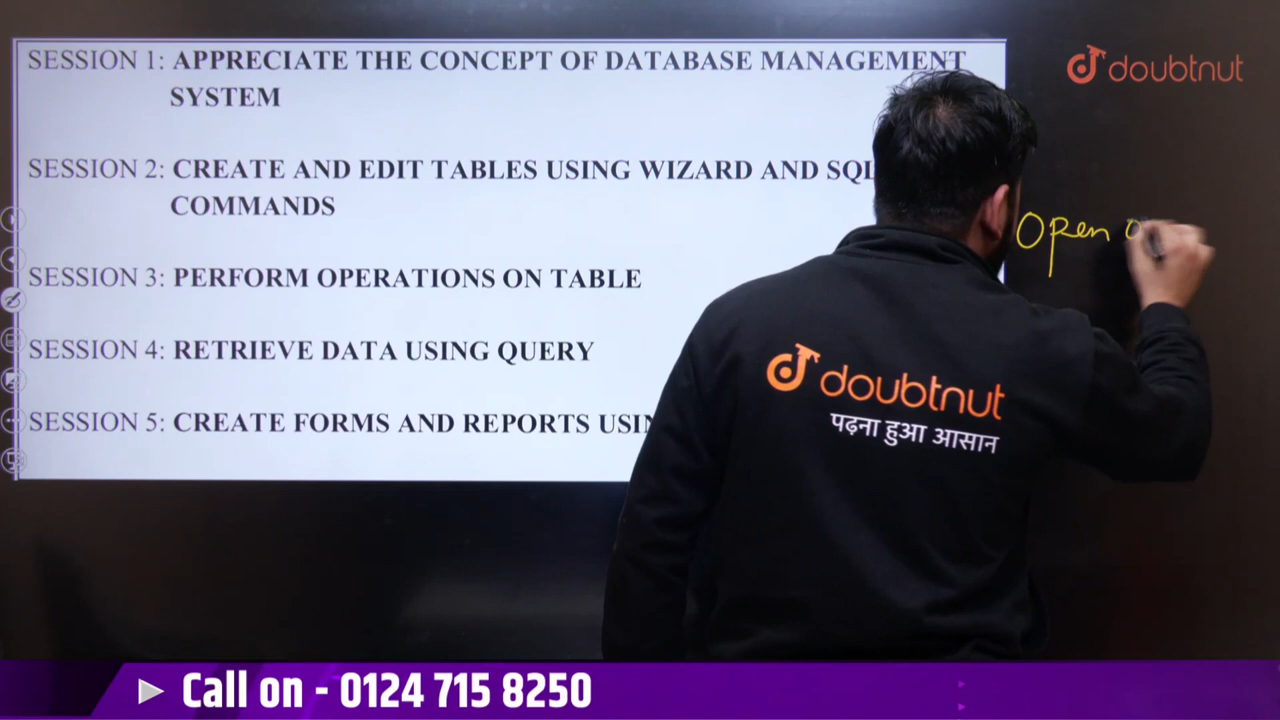 SESSION 1: APPRECIATE THE CONCEPT OF DATABASE MANAGEMENT
SYSTEM
SESSION 2: CREATE AND EDIT TABLES USING WIZARD AND SQL
COMMANDS
SESSION 3: PERFORM OPERATIONS ON TABLE
SESSION 4: RETRIEVE DATA USING QUERY
SESSION 5: CREATE FORMS AND REPORTS
doubtnut
Open
doubtnut
पढ़ना हुआ आसान
Call on - 0124 715 8250